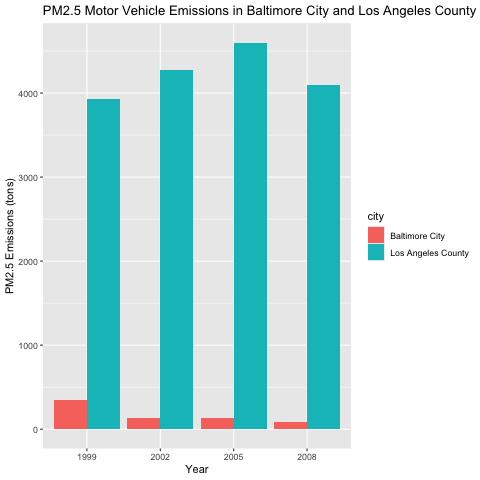 PM2.5 Motor Vehicle Emissions in Baltimore City and Los Angeles County
PM2.5 Emissions (tons)
4000
3000
2000
1000
0
1999 2002 2005 2008
Year
city
Baltimore City
Los Angeles County